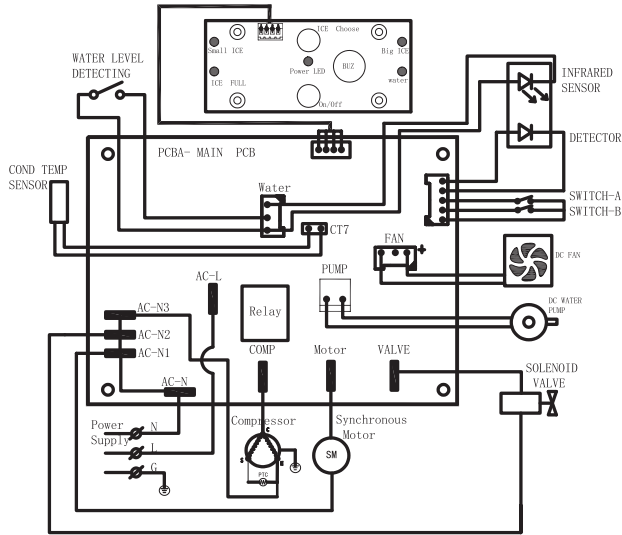 ICE Choose
Small ICE
Big ICE
Power LED
BUZ
ICE FULL
water
On/Off
WATER LEVEL
DETECTING
INFRARED
SENSOR
DETECTOR
PCBA- MAIN PCB
COND TEMP
SENSOR
Water
SWITCH-A
SWITCH-B
CT7
FAN
+
DC FAN
AC-L
PUMP
DC WATER
PUMP
AC-N3
Relay
AC-N2
AC-N1
COMP
Motor
VALVE
SOLENOID
VALVE
AC-N
Power
Supply
N
L
G
Compressor
C
S
R
PTC
Synchronous
Motor
SM